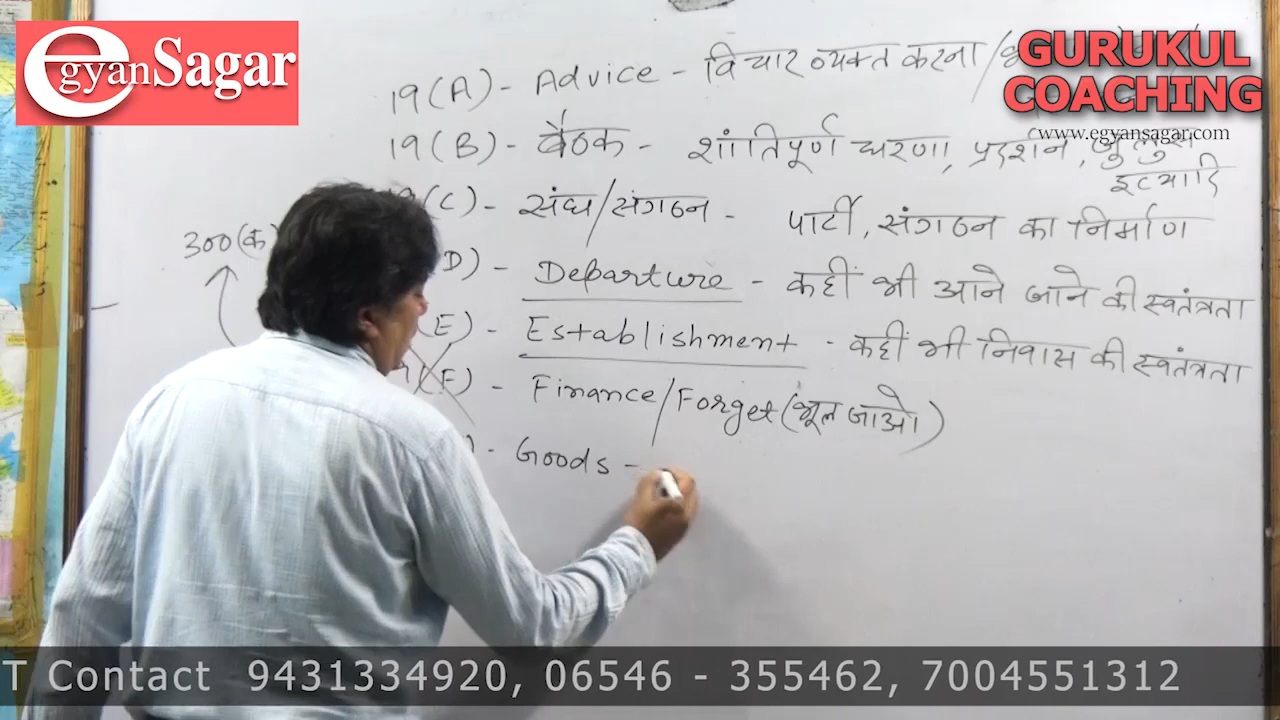 egyanSagar
GURUKUL
COACHING
www.egyansagar.com
19(A) - Advice - विचार व्यक्त करना /
19(B) - बैठक - शांतिपूर्ण धरणा, प्रदर्शन, जुलुस
इत्यादि
(C) - संघ/संगठन - पार्टी, संगठन का निर्माण
300(क)
D) - Departure - कहीं भी आने जाने की स्वतंत्रता
(E) - Establishment - कहीं भी निवास की स्वतंत्रता
(F) - Finance/Forget (भूल जाओ)
) - Goods -
T Contact 9431334920, 06546 - 355462, 7004551312